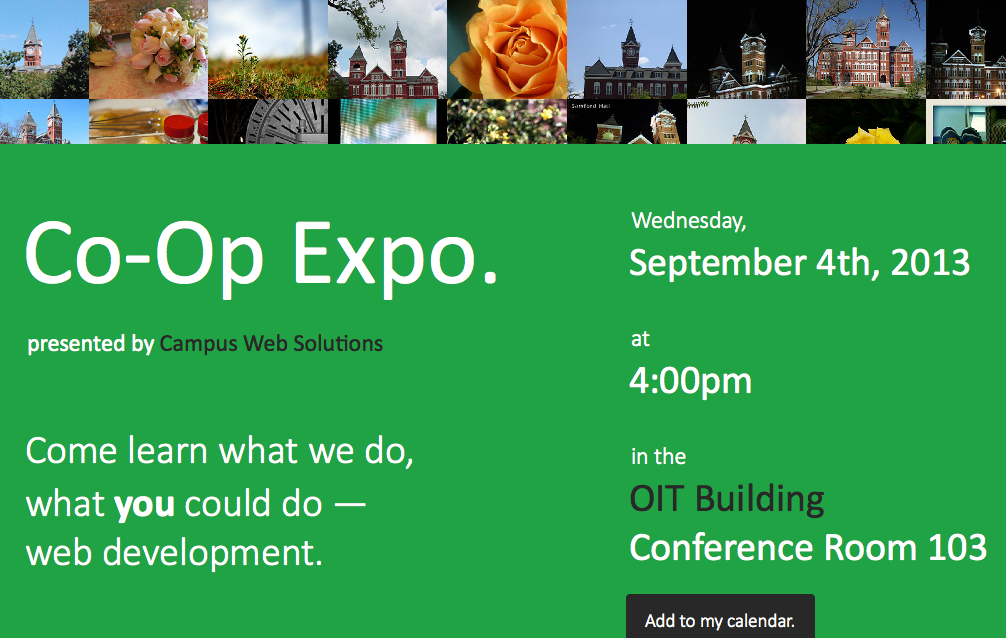 Samford Hall
Co-Op Expo.
presented by Campus Web Solutions
Come learn what we do,
what you could do —
web development.
Wednesday,
September 4th, 2013
at
4:00pm
in the
OIT Building
Conference Room 103
Add to my calendar.